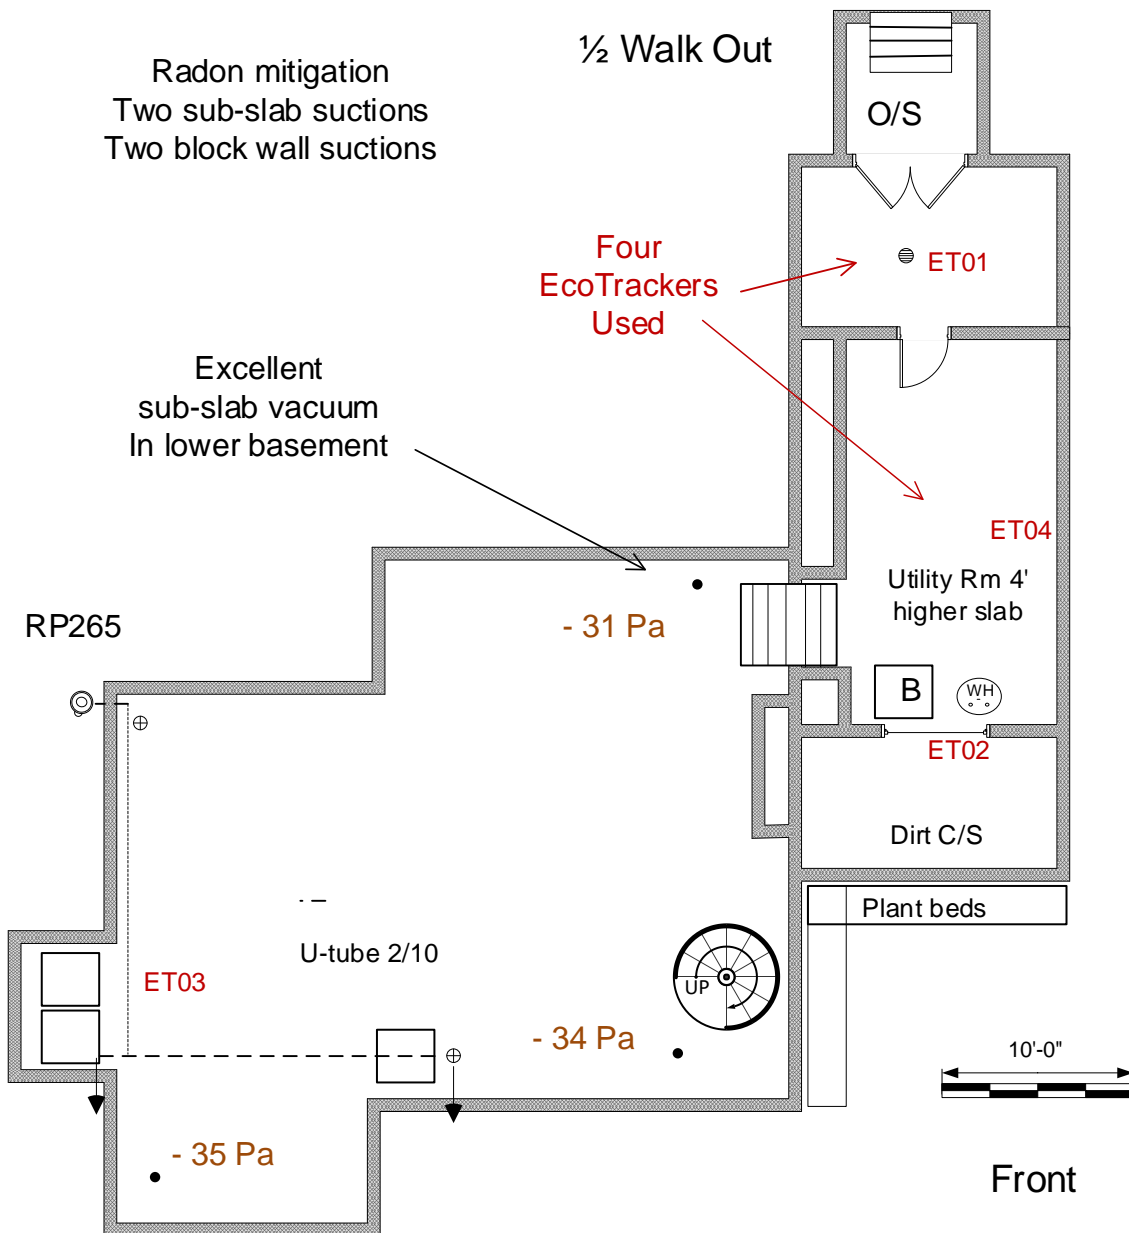 ½ Walk Out
Radon mitigation
Two sub-slab suctions
Two block wall suctions
O/S
Four
EcoTrackers
Used
ET01
Excellent
sub-slab vacuum
In lower basement
ET04
Utility Rm 4'
higher slab
RP265
- 31 Pa
B
WH
ET02
Dirt C/S
Plant beds
U-tube 2/10
ET03
UP
- 34 Pa
10'-0"
- 35 Pa
Front